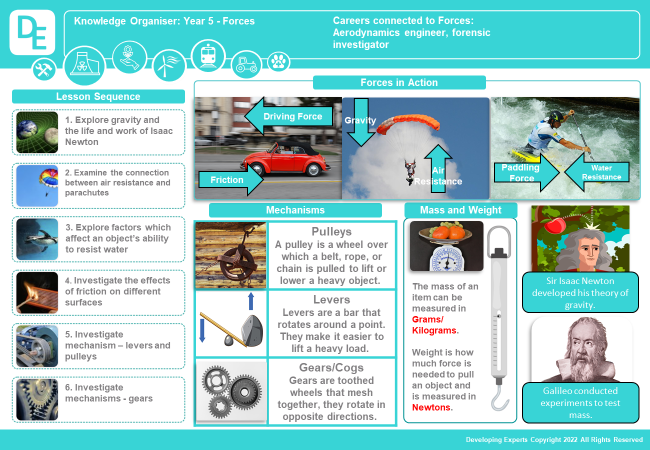 DE
Knowledge Organiser: Year 5 - Forces
Careers connected to Forces:
Aerodynamics engineer, forensic
investigator
Lesson Sequence
1. Explore gravity and
the life and work of Isaac
Newton
2. Examine the connection
between air resistance and
parachutes
3. Explore factors which
affect an object's ability
to resist water
4. Investigate the effects
of friction on different
surfaces
5. Investigate
mechanism – levers and
pulleys
6. Investigate
mechanisms - gears
Forces in Action
Driving Force
Friction
Gravity
Air
Resistance
Paddling
Force
Water
Resistance
Mechanisms
Pulleys
A pulley is a wheel over
which a belt, rope, or
chain is pulled to lift or
lower a heavy object.
Levers
Levers are a bar that
rotates around a point.
They make it easier to
lift a heavy load.
Gears/Cogs
Gears are toothed
wheels that mesh
together, they rotate in
opposite directions.
Mass and Weight
The mass of an
item can be
measured in
Grams/
Kilograms.
Weight is how
much force is
needed to pull
an object and
is measured in
Newtons.
Sir Isaac Newton
developed his theory of
gravity.
Galileo conducted
experiments to test
mass.
Developing Experts Copyright 2022 All Rights Reserved